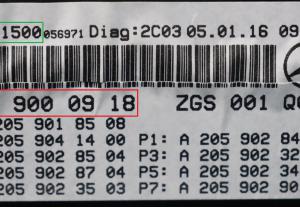 1500 056971 Diag:2C03 05.01.16 09
900 09 18 ZGS 001 Q
205 901 85 08
205 904 14 00 P1: A 205 902 84
205 902 85 04 P3: A 205 902 32
205 902 87 04 P5: A 205 902 34
205 902 35 03 P7: A 205 902